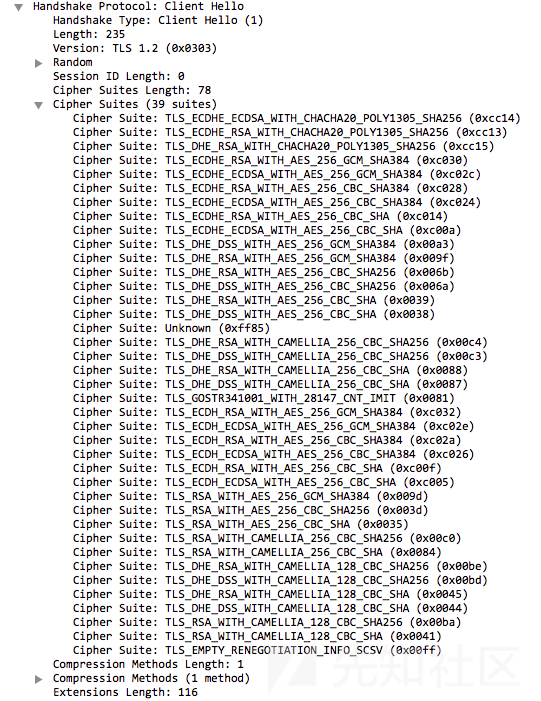 Handshake Protocol: Client Hello
Handshake Type: Client Hello (1)
Length: 235
Version: TLS 1.2 (0x0303)
Random
Session ID Length: 0
Cipher Suites Length: 78
Cipher Suites (39 suites)
Cipher Suite: TLS_ECDHE_ECDSA_WITH_CHACHA20_POLY1305_SHA256 (0xcc14)
Cipher Suite: TLS_ECDHE_RSA_WITH_CHACHA20_POLY1305_SHA256 (0xcc13)
Cipher Suite: TLS_DHE_RSA_WITH_CHACHA20_POLY1305_SHA256 (0xcc15)
Cipher Suite: TLS_ECDHE_RSA_WITH_AES_256_GCM_SHA384 (0xc030)
Cipher Suite: TLS_ECDHE_ECDSA_WITH_AES_256_GCM_SHA384 (0xc02c)
Cipher Suite: TLS_ECDHE_RSA_WITH_AES_256_CBC_SHA384 (0xc028)
Cipher Suite: TLS_ECDHE_ECDSA_WITH_AES_256_CBC_SHA384 (0xc024)
Cipher Suite: TLS_ECDHE_RSA_WITH_AES_256_CBC_SHA (0xc014)
Cipher Suite: TLS_ECDHE_ECDSA_WITH_AES_256_CBC_SHA (0xc00a)
Cipher Suite: TLS_DHE_DSS_WITH_AES_256_GCM_SHA384 (0x00a3)
Cipher Suite: TLS_DHE_RSA_WITH_AES_256_GCM_SHA384 (0x009f)
Cipher Suite: TLS_DHE_RSA_WITH_AES_256_CBC_SHA256 (0x006b)
Cipher Suite: TLS_DHE_DSS_WITH_AES_256_CBC_SHA256 (0x006a)
Cipher Suite: TLS_DHE_RSA_WITH_AES_256_CBC_SHA (0x0039)
Cipher Suite: TLS_DHE_DSS_WITH_AES_256_CBC_SHA (0x0038)
Cipher Suite: Unknown (0xff85)
Cipher Suite: TLS_DHE_RSA_WITH_CAMELLIA_256_CBC_SHA256 (0x00c4)
Cipher Suite: TLS_DHE_DSS_WITH_CAMELLIA_256_CBC_SHA256 (0x00c3)
Cipher Suite: TLS_DHE_RSA_WITH_CAMELLIA_256_CBC_SHA (0x0088)
Cipher Suite: TLS_DHE_DSS_WITH_CAMELLIA_256_CBC_SHA (0x0087)
Cipher Suite: TLS_GOSTR341001_WITH_28147_CNT_IMIT (0x0081)
Cipher Suite: TLS_ECDH_RSA_WITH_AES_256_GCM_SHA384 (0xc032)
Cipher Suite: TLS_ECDH_ECDSA_WITH_AES_256_GCM_SHA384 (0xc02e)
Cipher Suite: TLS_ECDH_RSA_WITH_AES_256_CBC_SHA384 (0xc02a)
Cipher Suite: TLS_ECDH_ECDSA_WITH_AES_256_CBC_SHA384 (0xc026)
Cipher Suite: TLS_ECDH_RSA_WITH_AES_256_CBC_SHA (0xc00f)
Cipher Suite: TLS_ECDH_ECDSA_WITH_AES_256_CBC_SHA (0xc005)
Cipher Suite: TLS_RSA_WITH_AES_256_GCM_SHA384 (0x009d)
Cipher Suite: TLS_RSA_WITH_AES_256_CBC_SHA256 (0x003d)
Cipher Suite: TLS_RSA_WITH_AES_256_CBC_SHA (0x0035)
Cipher Suite: TLS_RSA_WITH_CAMELLIA_256_CBC_SHA256 (0x00c0)
Cipher Suite: TLS_RSA_WITH_CAMELLIA_256_CBC_SHA (0x0084)
Cipher Suite: TLS_DHE_RSA_WITH_CAMELLIA_128_CBC_SHA256 (0x00be)
Cipher Suite: TLS_DHE_DSS_WITH_CAMELLIA_128_CBC_SHA256 (0x00bd)
Cipher Suite: TLS_DHE_RSA_WITH_CAMELLIA_128_CBC_SHA (0x0045)
Cipher Suite: TLS_DHE_DSS_WITH_CAMELLIA_128_CBC_SHA (0x0044)
Cipher Suite: TLS_RSA_WITH_CAMELLIA_128_CBC_SHA256 (0x00ba)
Cipher Suite: TLS_RSA_WITH_CAMELLIA_128_CBC_SHA (0x0041)
Cipher Suite: TLS_EMPTY_RENEGOTIATION_INFO_SCSV (0x00ff)
Compression Methods Length: 1
Compression Methods (1 method)
Extensions Length: 116
先知社区